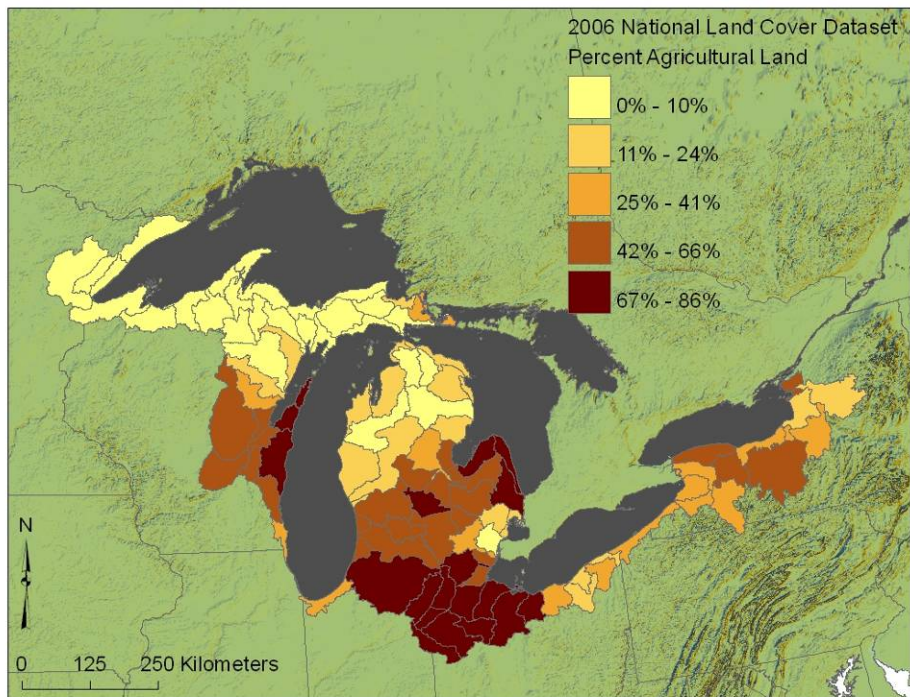 2006 National Land Cover Dataset
Percent Agricultural Land
0% - 10%
11% - 24%
25% - 41%
42% - 66%
67% - 86%
N
0 125 250 Kilometers